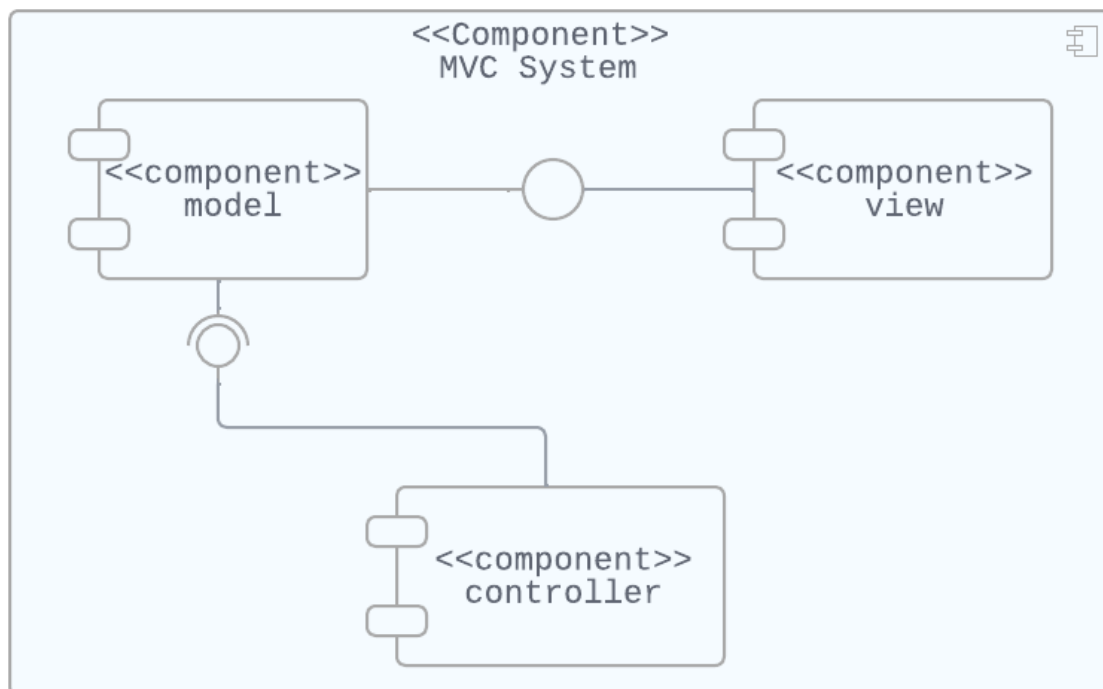 <<Component>>
MVC System
<<component>>
model
<<component>>
view
<<component>>
controller